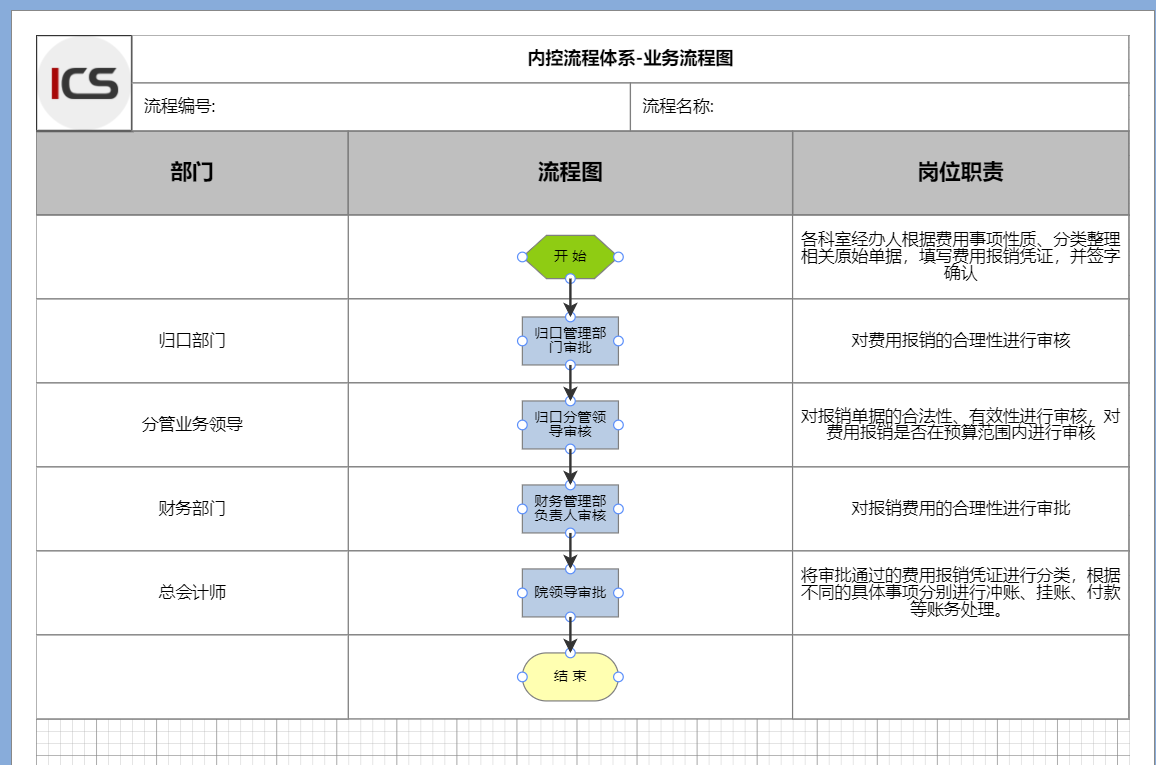 ICS
内控流程体系-业务流程图
流程编号:
流程名称:
部门
流程图
岗位职责
开 始
各科室经办人根据费用事项性质、分类整理
相关原始单据，填写费用报销凭证，并签字
确认
归口部门
归口管理部
门审批
对费用报销的合理性进行审核
分管业务领导
归口分管领
导审核
对报销单据的合法性、有效性进行审核，对
费用报销是否在预算范围内进行审核
财务部门
财务管理部
负责人审核
对报销费用的合理性进行审批
总会计师
院领导审批
将审批通过的费用报销凭证进行分类，根据
不同的具体事项分别进行冲账、挂账、付款
等账务处理。
结 束